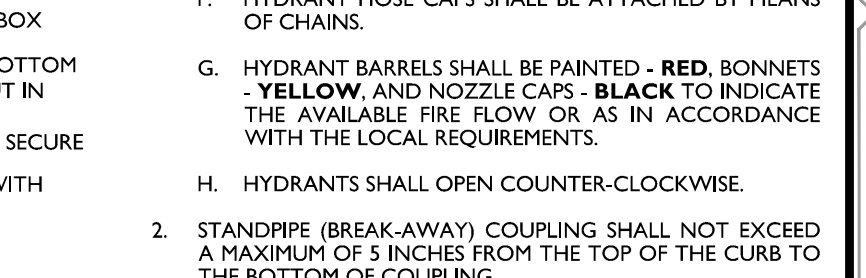 BOX
OTTOM
T IN
SECURE
WITH
F. HYDRANT HOSE CAPS SHALL BE ATTACHED BY MEANS
OF CHAINS.
G. HYDRANT BARRELS SHALL BE PAINTED - RED, BONNETS
- YELLOW, AND NOZZLE CAPS - BLACK TO INDICATE
THE AVAILABLE FIRE FLOW OR AS IN ACCORDANCE
WITH THE LOCAL REQUIREMENTS.
H. HYDRANTS SHALL OPEN COUNTER-CLOCKWISE.
2. STANDPIPE (BREAK-AWAY) COUPLING SHALL NOT EXCEED
A MAXIMUM OF 5 INCHES FROM THE TOP OF THE CURB TO
THE BOTTOM OF COUPLING.